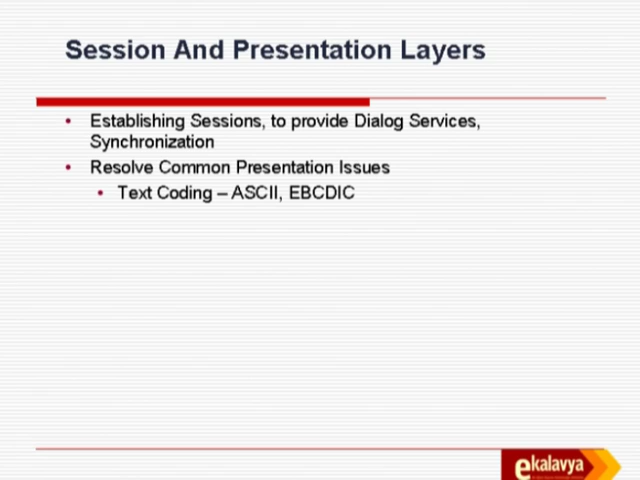 Session And Presentation Layers
• Establishing Sessions, to provide Dialog Services,
Synchronization
• Resolve Common Presentation Issues
• Text Coding – ASCII, EBCDIC
ekalavya